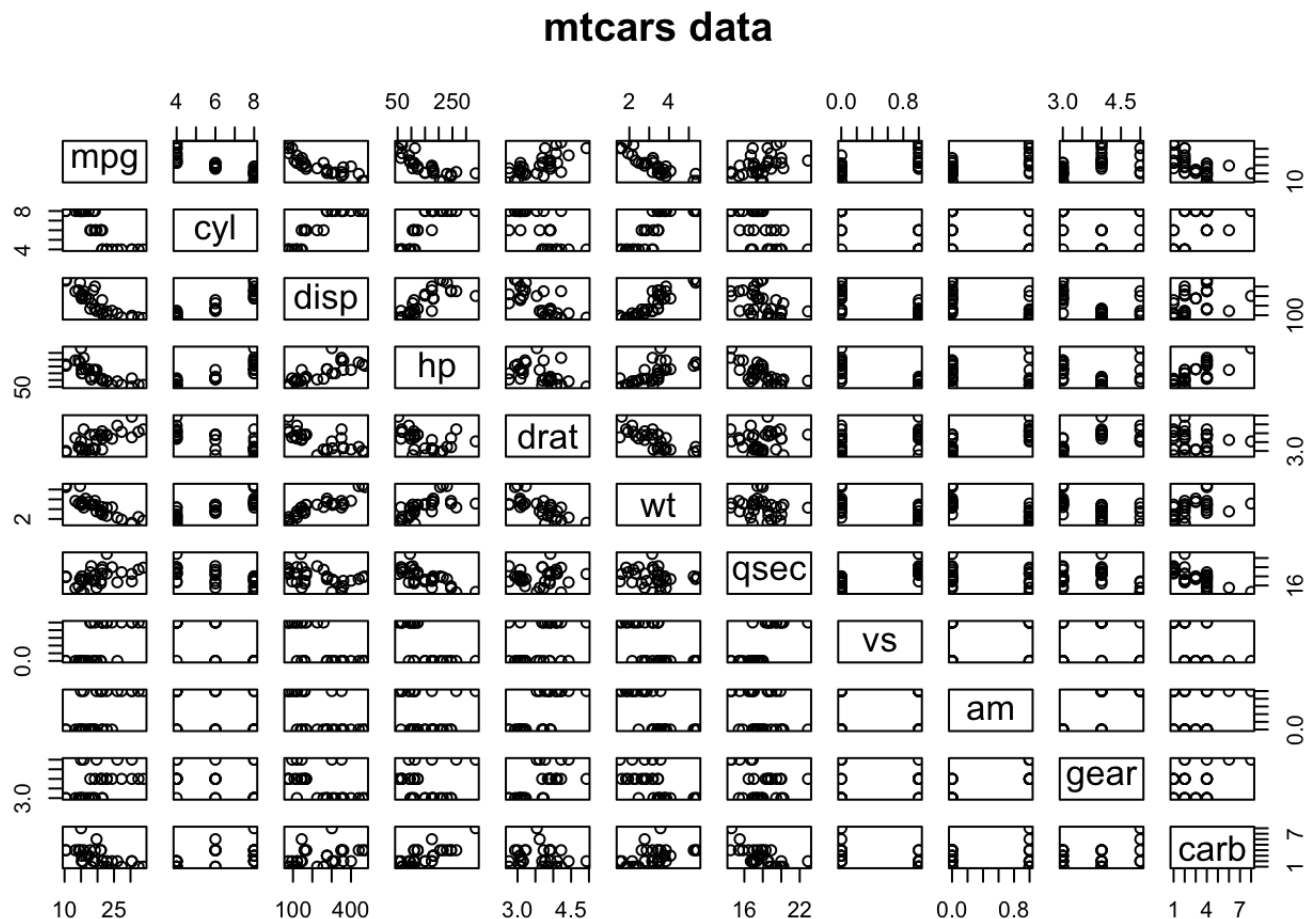 mtcars data
4 6 8 50 250 2 4 0.0 0.8 3.0 4.5
mpg 10
4 8 cyl
disp 100
50 hp
drat 3.0
2 wt
qsec 16
0.0 vs
am 0.0
3.0 gear
carb 1 7
10 25 100 400 3.0 4.5 16 22 0.0 0.8 1 4 7